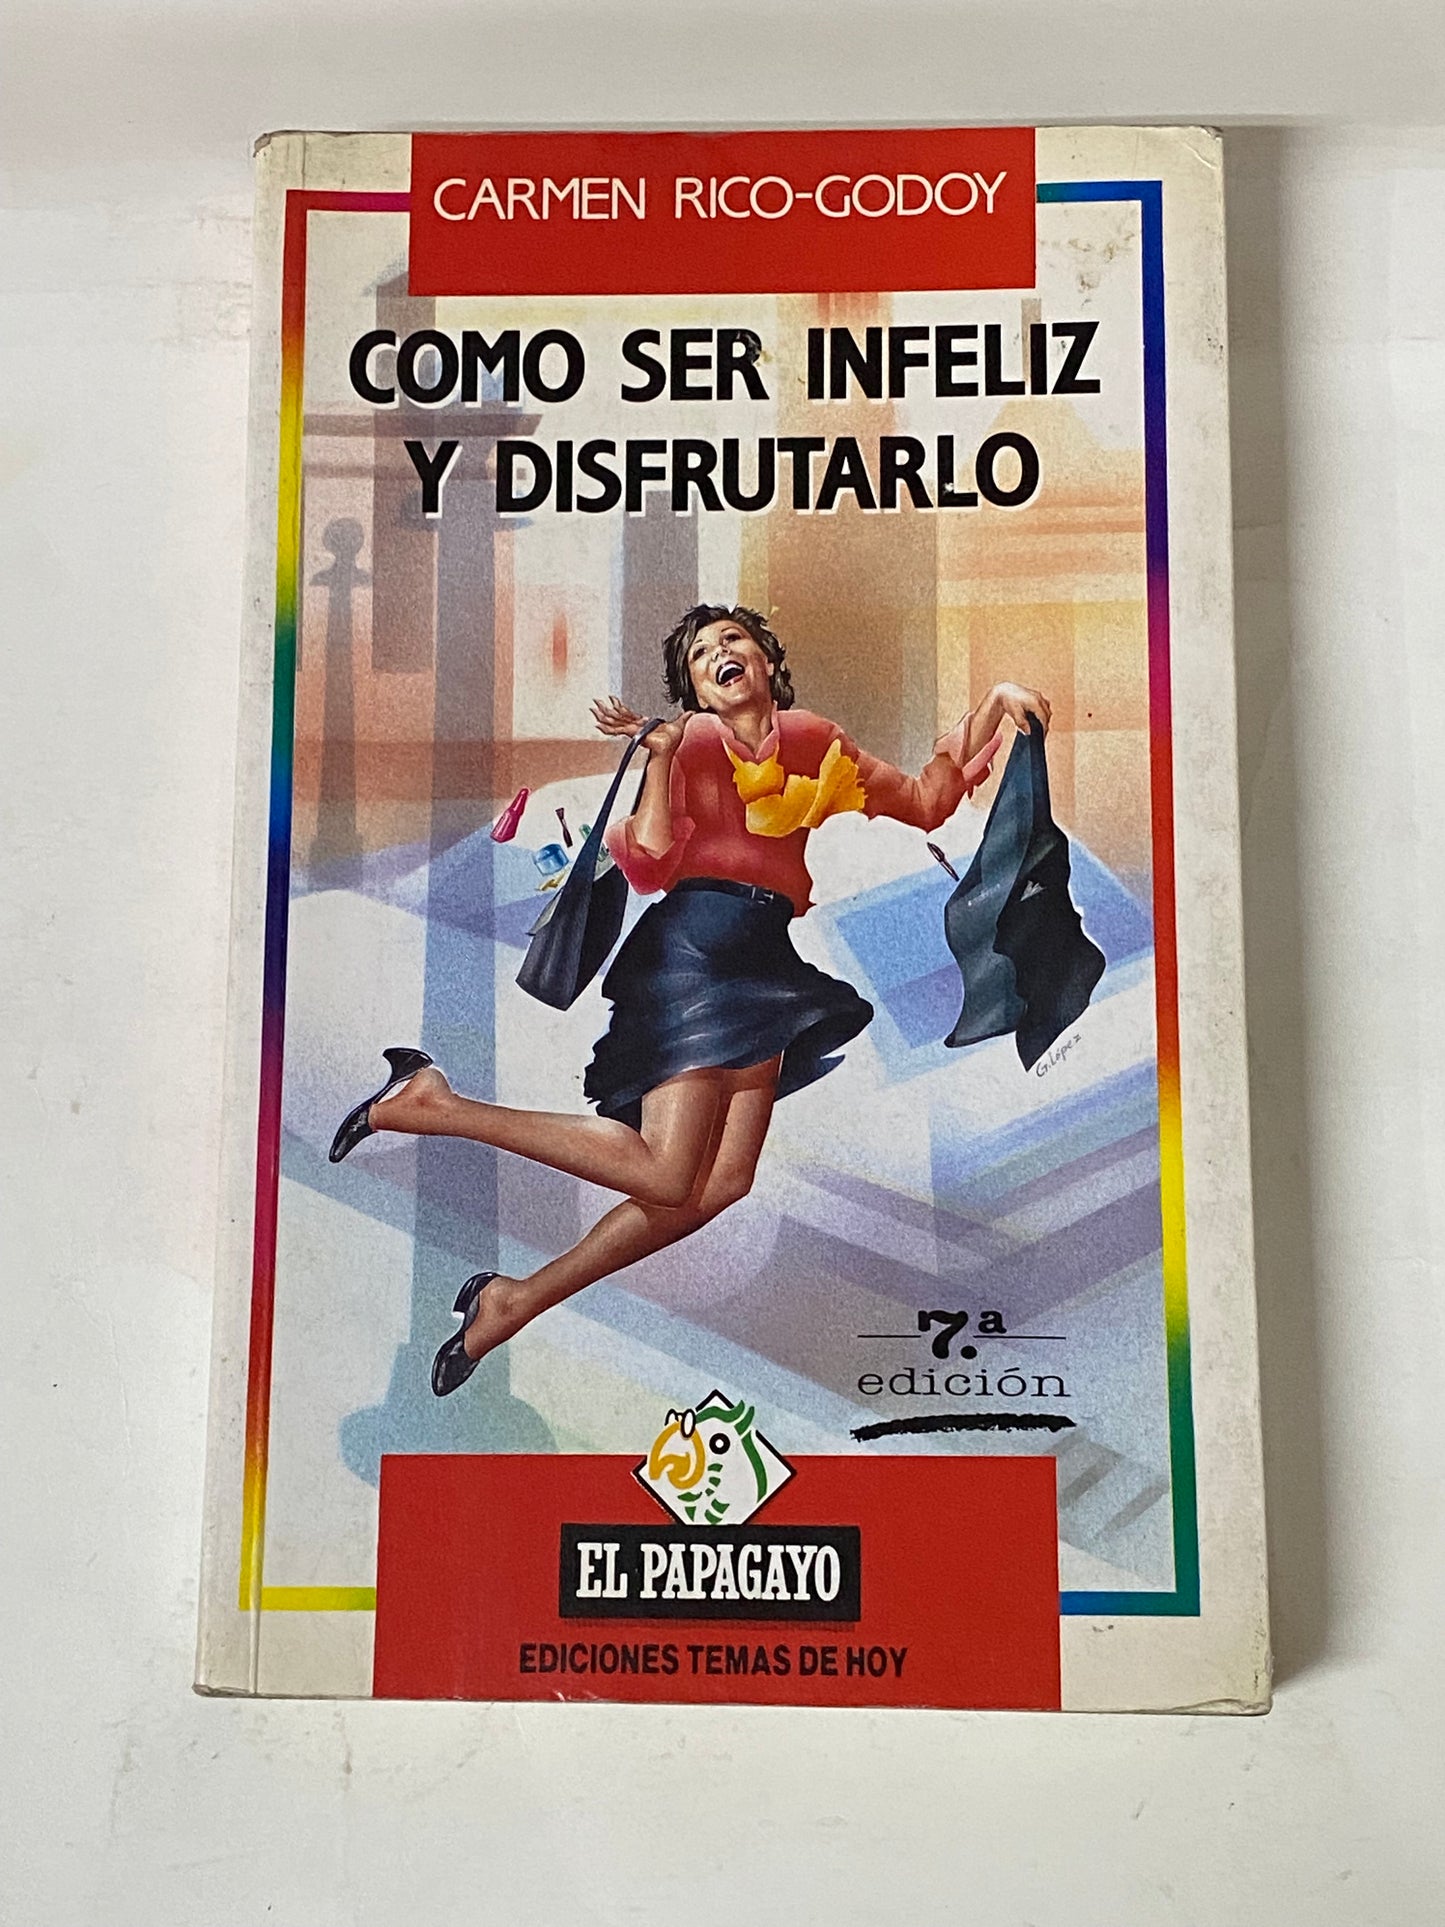 CARMEN RICO-GODOY
COMO SER INFELIZ
Y DISFRUTARLO
G. López
7.ª
edición
EL PAPAGAYO
EDICIONES TEMAS DE HOY